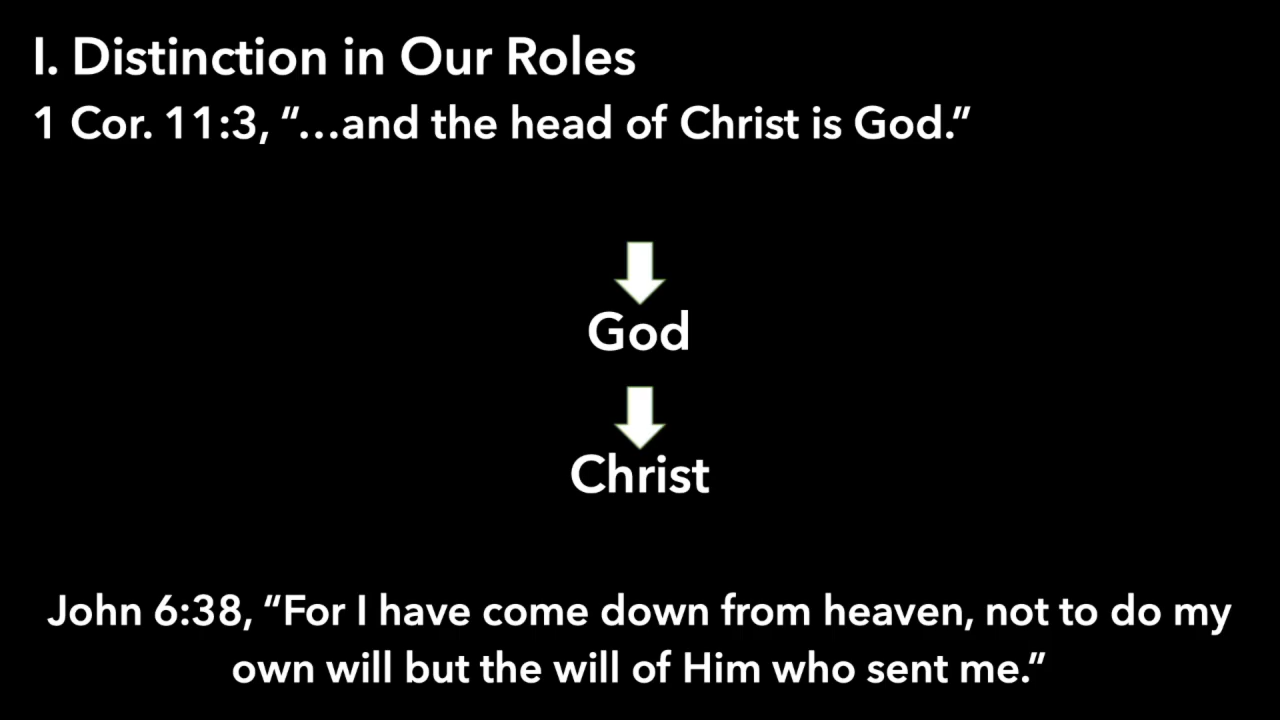 I. Distinction in Our Roles
1 Cor. 11:3, “…and the head of Christ is God.”
God
Christ
John 6:38, “For I have come down from heaven, not to do my
own will but the will of Him who sent me.”